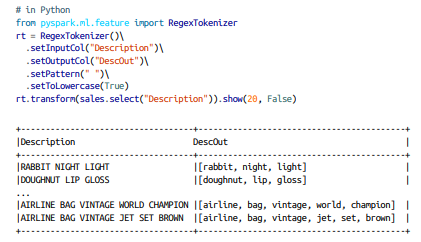 # in Python
from pyspark.ml.feature import RegexTokenizer
rt = RegexTokenizer()\
  .setInputCol("Description")\
  .setOutputCol("DescOut")\
  .setPattern(" ")\
  .setToLowercase(True)
rt.transform(sales.select("Description")).show(20, False)
+-----------------------------------+------------------------------------------+
|Description                         DescOut                                   |
+-----------------------------------+------------------------------------------+
|RABBIT NIGHT LIGHT                 |[rabbit, night, light]                    |
|DOUGHNUT LIP GLOSS                 |[doughnut, lip, gloss]                    |
...
|AIRLINE BAG VINTAGE WORLD CHAMPION |[airline, bag, vintage, world, champion]  |
|AIRLINE BAG VINTAGE JET SET BROWN  |[airline, bag, vintage, jet, set, brown]  |
+-----------------------------------+------------------------------------------+